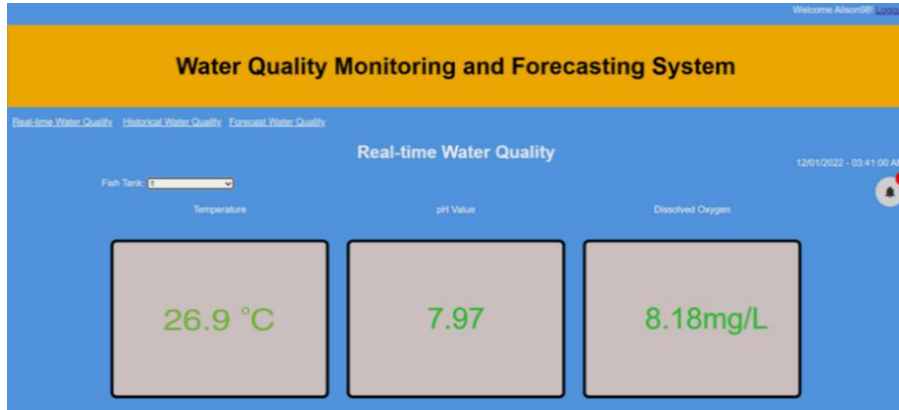 Welcome Alison98! Logout
Water Quality Monitoring and Forecasting System
Real-time Water Quality Historical Water Quality Forecast Water Quality
Real-time Water Quality
12/01/2022 - 03:41:00 AM
Fish Tank: 1
Temperature pH Value Dissolved Oxygen
26.9 °C 7.97 8.18mg/L